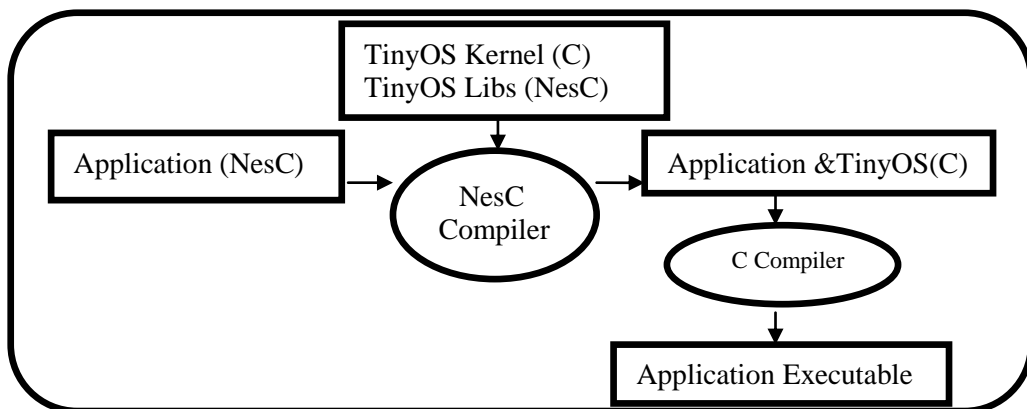 TinyOS Kernel (C)
TinyOS Libs (NesC)
Application (NesC)
NesC
Compiler
Application &TinyOS(C)
C Compiler
Application Executable